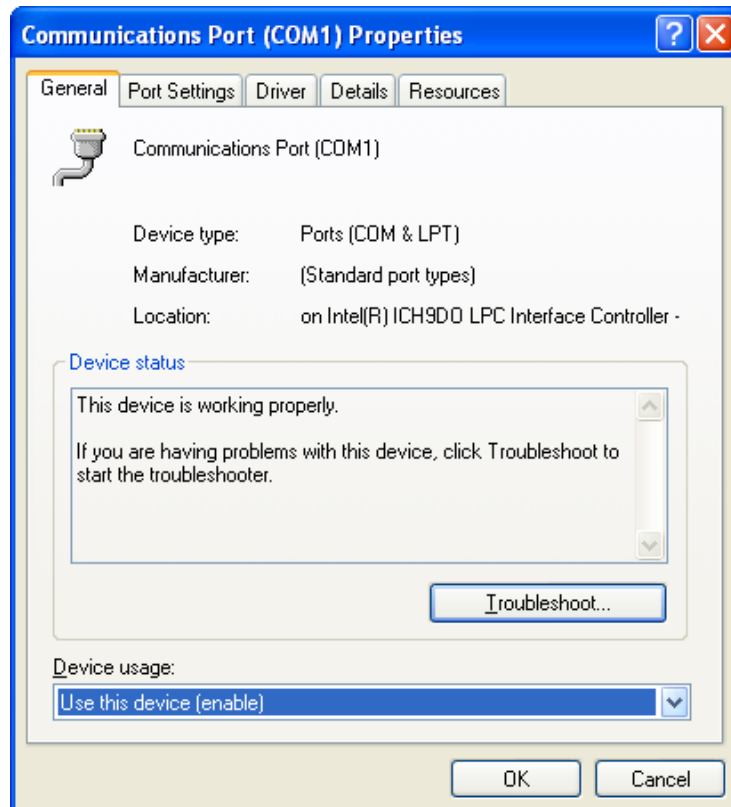 Communications Port (COM1) Properties
General Port Settings Driver Details Resources
Communications Port (COM1)
Device type: Ports (COM & LPT)
Manufacturer: (Standard port types)
Location: on Intel(R) ICH9DO LPC Interface Controller -
Device status
This device is working properly.
If you are having problems with this device, click Troubleshoot to
start the troubleshooter.
Troubleshoot...
Device usage:
Use this device (enable)
OK Cancel